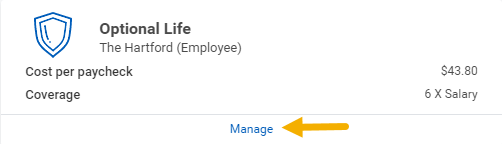 Optional Life
The Hartford (Employee)
Cost per paycheck $43.80
Coverage 6 X Salary
Manage